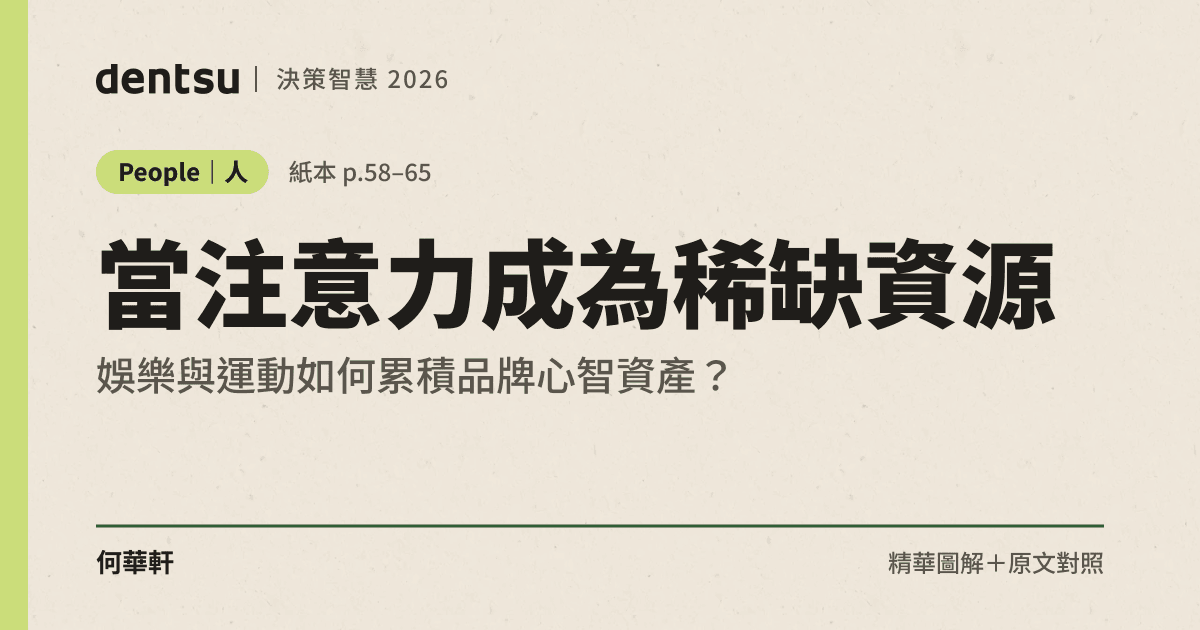 dentsu｜決策智慧 2026
People｜人 紙本 p.58–65
當注意力成為稀缺資源
娛樂與運動如何累積品牌心智資產？
何華軒 精華圖解＋原文對照